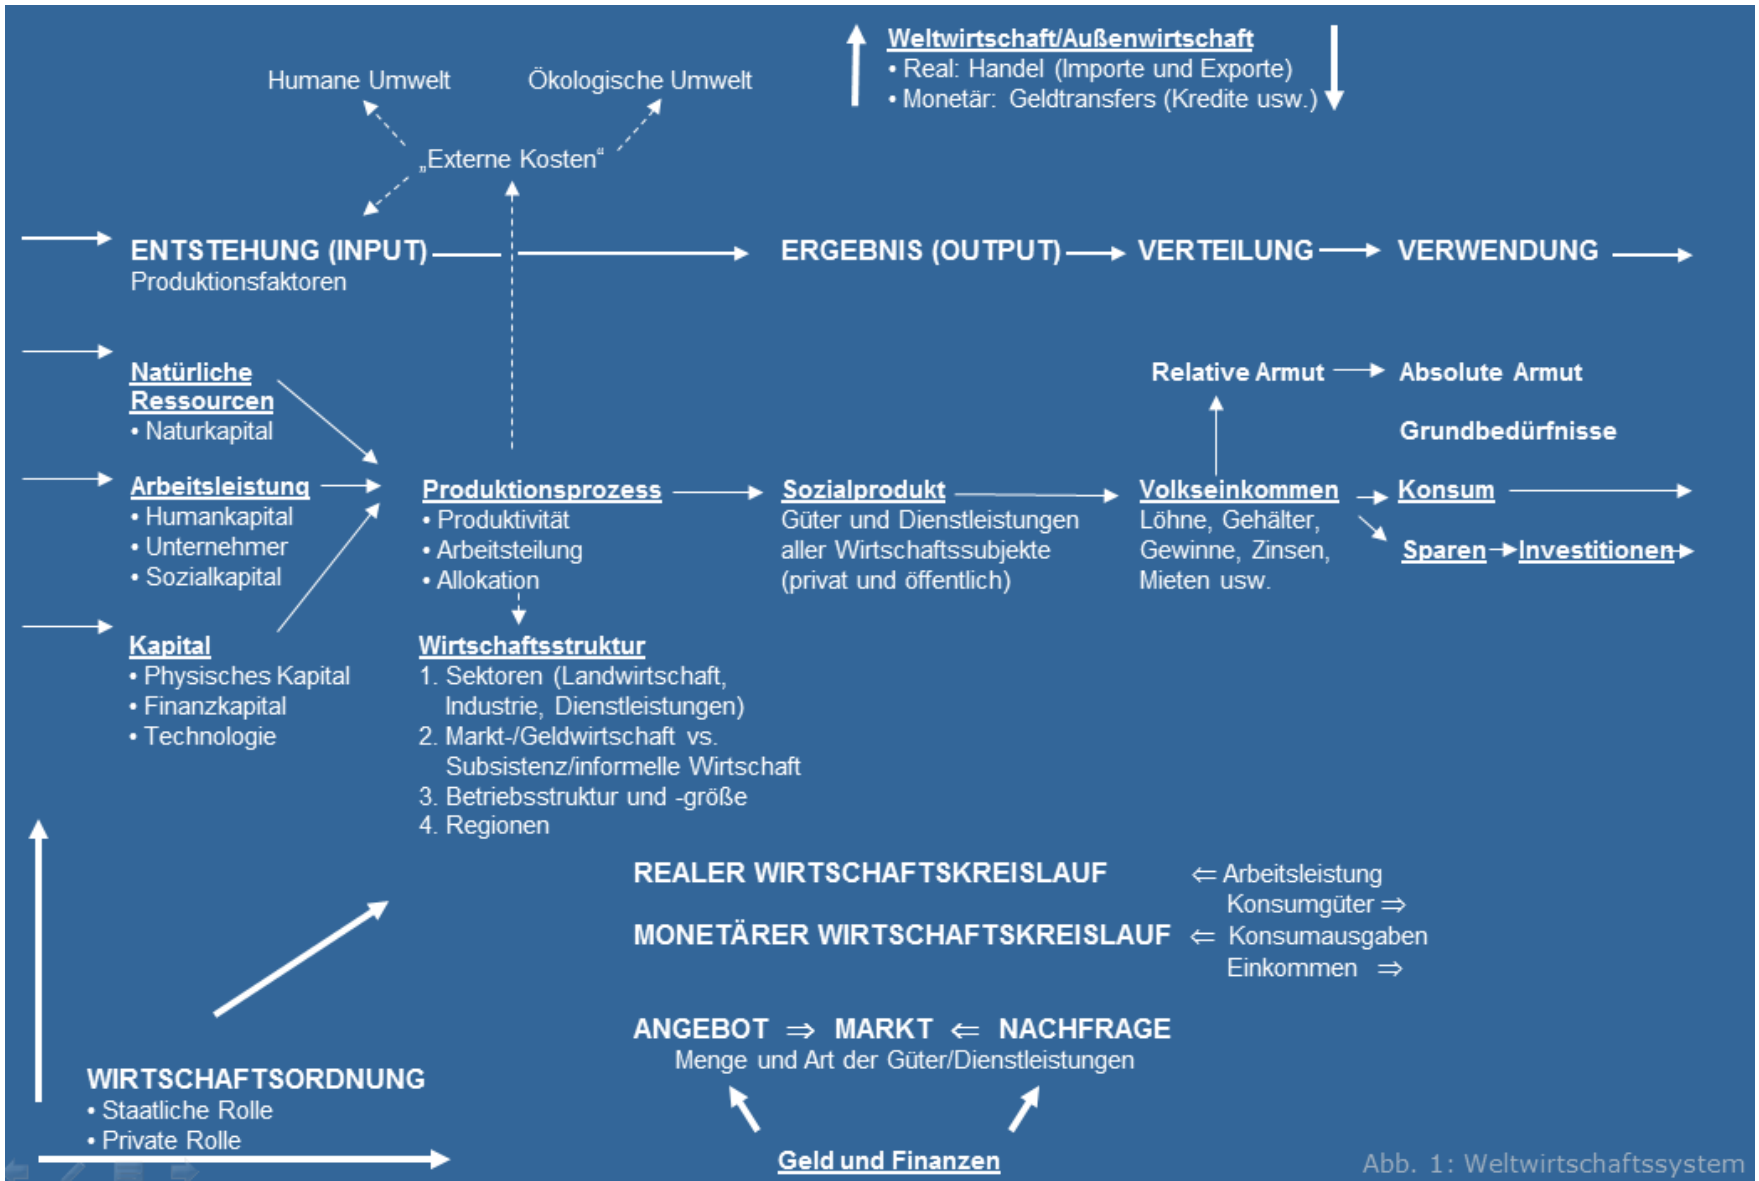 Weltwirtschaft/Außenwirtschaft
• Real: Handel (Importe und Exporte)
• Monetär: Geldtransfers (Kredite usw.)
Humane Umwelt
Ökologische Umwelt
„Externe Kosten“
ENTSTEHUNG (INPUT)
Produktionsfaktoren
ERGEBNIS (OUTPUT)
VERTEILUNG
VERWENDUNG
Natürliche
Ressourcen
• Naturkapital
Arbeitsleistung
• Humankapital
• Unternehmer
• Sozialkapital
Kapital
• Physisches Kapital
• Finanzkapital
• Technologie
Produktionsprozess
• Produktivität
• Arbeitsteilung
• Allokation
Wirtschaftsstruktur
1. Sektoren (Landwirtschaft,
Industrie, Dienstleistungen)
2. Markt-/Geldwirtschaft vs.
Subsistenz/informelle Wirtschaft
3. Betriebsstruktur und -größe
4. Regionen
Sozialprodukt
Güter und Dienstleistungen
aller Wirtschaftssubjekte
(privat und öffentlich)
Relative Armut
Volkseinkommen
Löhne, Gehälter,
Gewinne, Zinsen,
Mieten usw.
Absolute Armut
Grundbedürfnisse
Konsum
Sparen
Investitionen
REALER WIRTSCHAFTSKREISLAUF
⇐ Arbeitsleistung
Konsumgüter ⇒
MONETÄRER WIRTSCHAFTSKREISLAUF
⇐ Konsumausgaben
Einkommen ⇒
ANGEBOT ⇒ MARKT ⇐ NACHFRAGE
Menge und Art der Güter/Dienstleistungen
WIRTSCHAFTSORDNUNG
• Staatliche Rolle
• Private Rolle
Geld und Finanzen
Abb. 1: Weltwirtschaftssystem